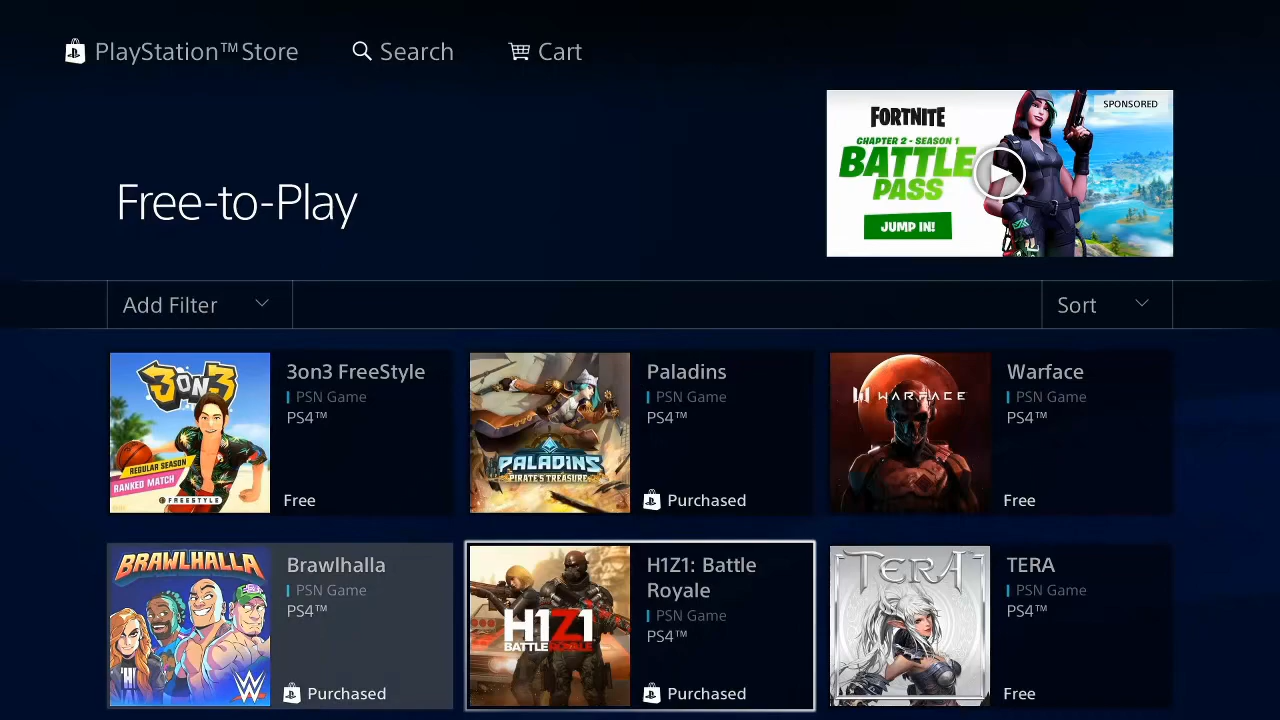 PlayStation™Store
Search
Cart
Free-to-Play
SPONSORED
FORTNITE
CHAPTER 2 - SEASON 1
BATTLE
PASS
JUMP IN!
Add Filter
Sort
3ON3
REGULAR SEASON
RANKED MATCH
FREESTYLE
3on3 FreeStyle
PSN Game
PS4™
Free
PALADINS
PIRATE'S TREASURE
Paladins
PSN Game
PS4™
Purchased
WARFACE
Warface
PSN Game
PS4™
Free
BRAWLHALLA
W
Brawlhalla
PSN Game
PS4™
Purchased
H1Z1
BATTLE ROYALE
H1Z1: Battle
Royale
PSN Game
PS4™
Purchased
TERA
TERA
PSN Game
PS4™
Free